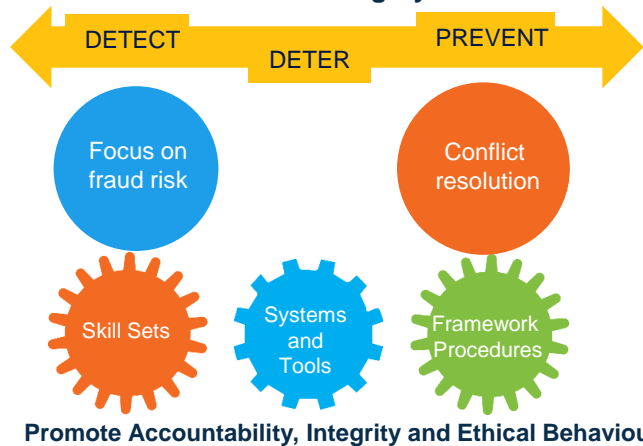 DETECT
DETER
PREVENT
Focus on
fraud risk
Conflict
resolution
Skill Sets
Systems
and
Tools
Framework
Procedures
Promote Accountability, Integrity and Ethical Behaviou